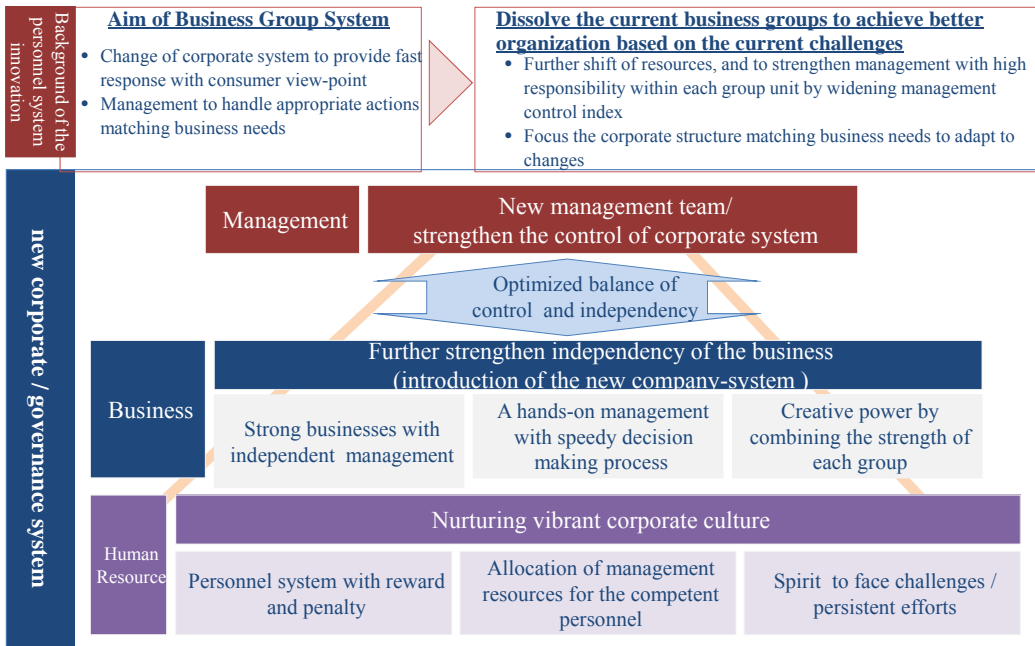 Background of the
personnel system
innovation
Aim of Business Group System
• Change of corporate system to provide fast
response with consumer view-point
• Management to handle appropriate actions
matching business needs
Dissolve the current business groups to achieve better
organization based on the current challenges
• Further shift of resources, and to strengthen management with high
responsibility within each group unit by widening management
control index
• Focus the corporate structure matching business needs to adapt to
changes
new corporate / governance system
Management
New management team/
strengthen the control of corporate system
Optimized balance of
control and independency
Business
Further strengthen independency of the business
(introduction of the new company-system )
Strong businesses with
independent management
A hands-on management
with speedy decision
making process
Creative power by
combining the strength of
each group
Human
Resource
Nurturing vibrant corporate culture
Personnel system with reward
and penalty
Allocation of management
resources for the competent
personnel
Spirit to face challenges /
persistent efforts